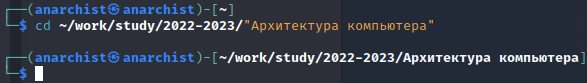 ┌──(anarchist㉿anarchist)-[~]
└─$ cd ~/work/study/2022-2023/"Архитектура компьютера"
┌──(anarchist㉿anarchist)-[~/work/study/2022-2023/Архитектура компьютера]
└─$